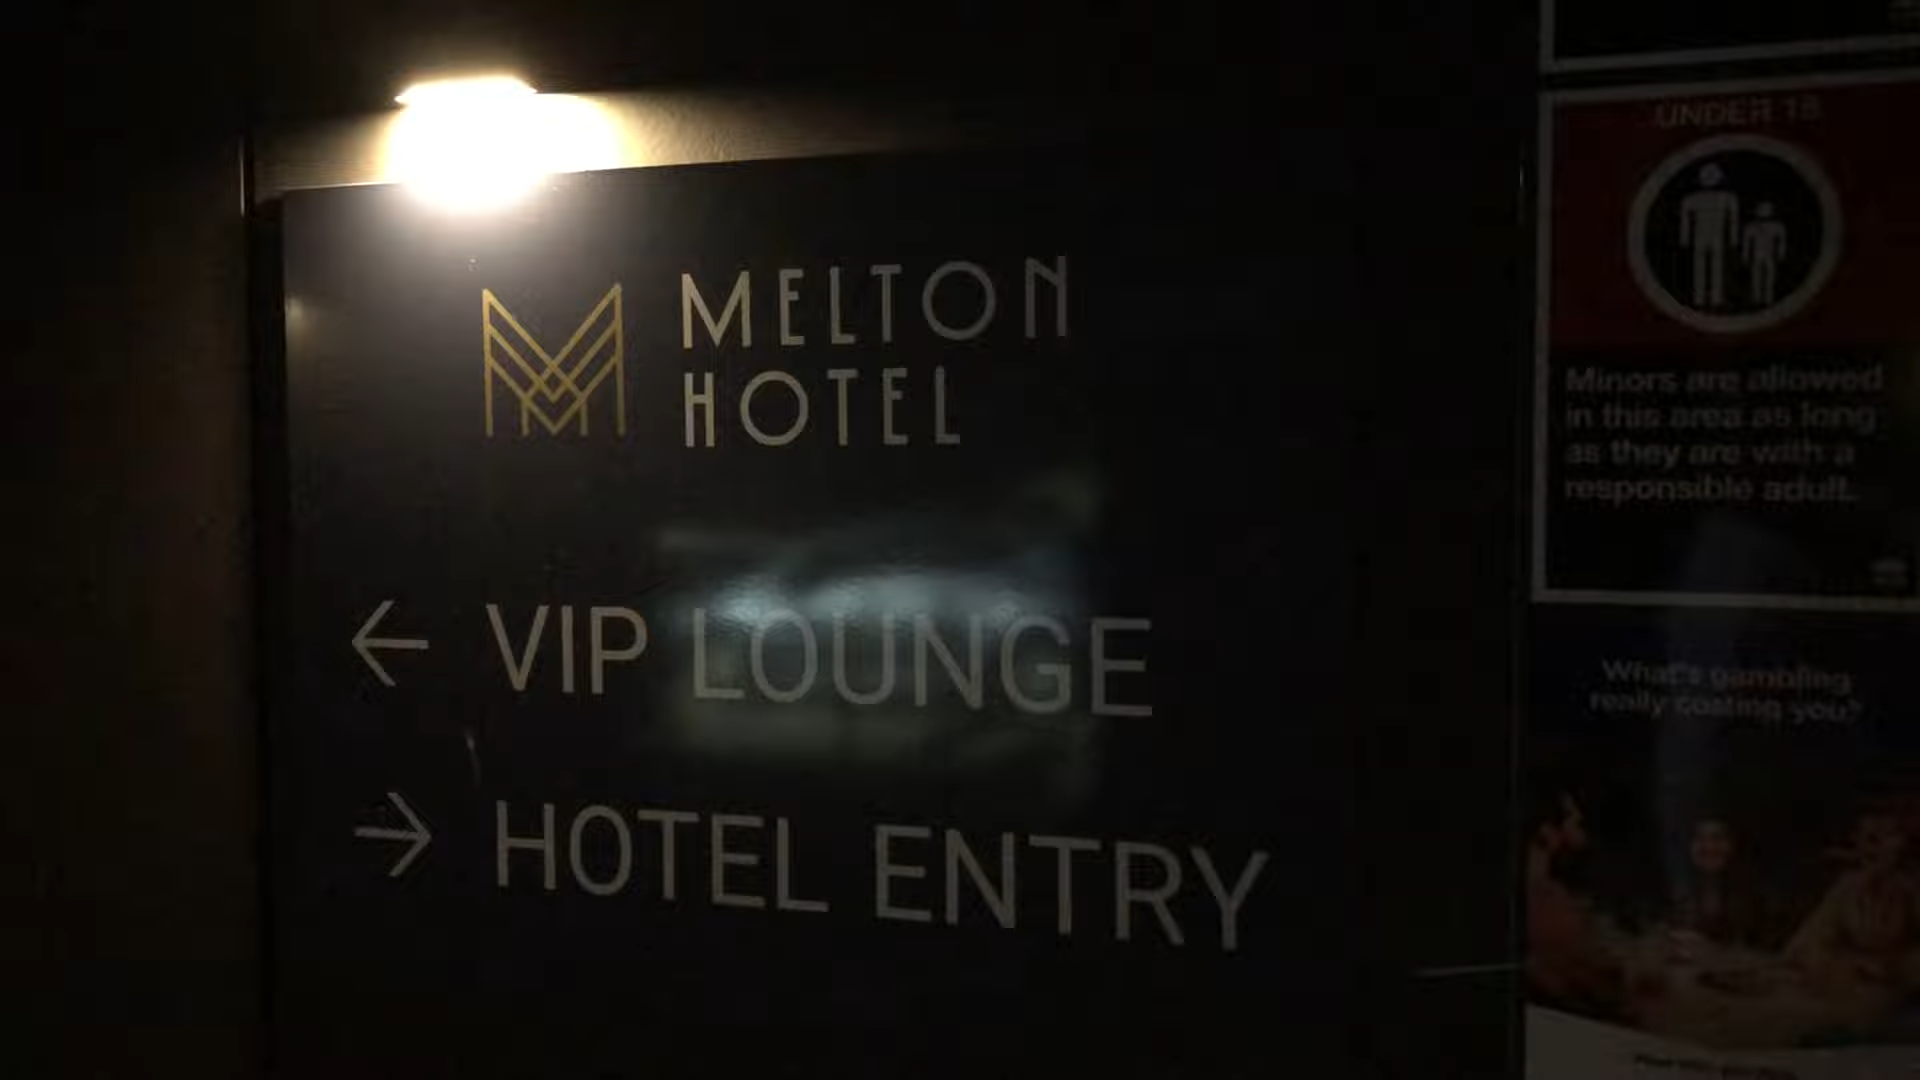 MELTON
HOTEL
← VIP LOUNGE
→ HOTEL ENTRY
UNDER 18
Minors are allowed
in this area as long
as they are with a
responsible adult.
What's gambling
really costing you?